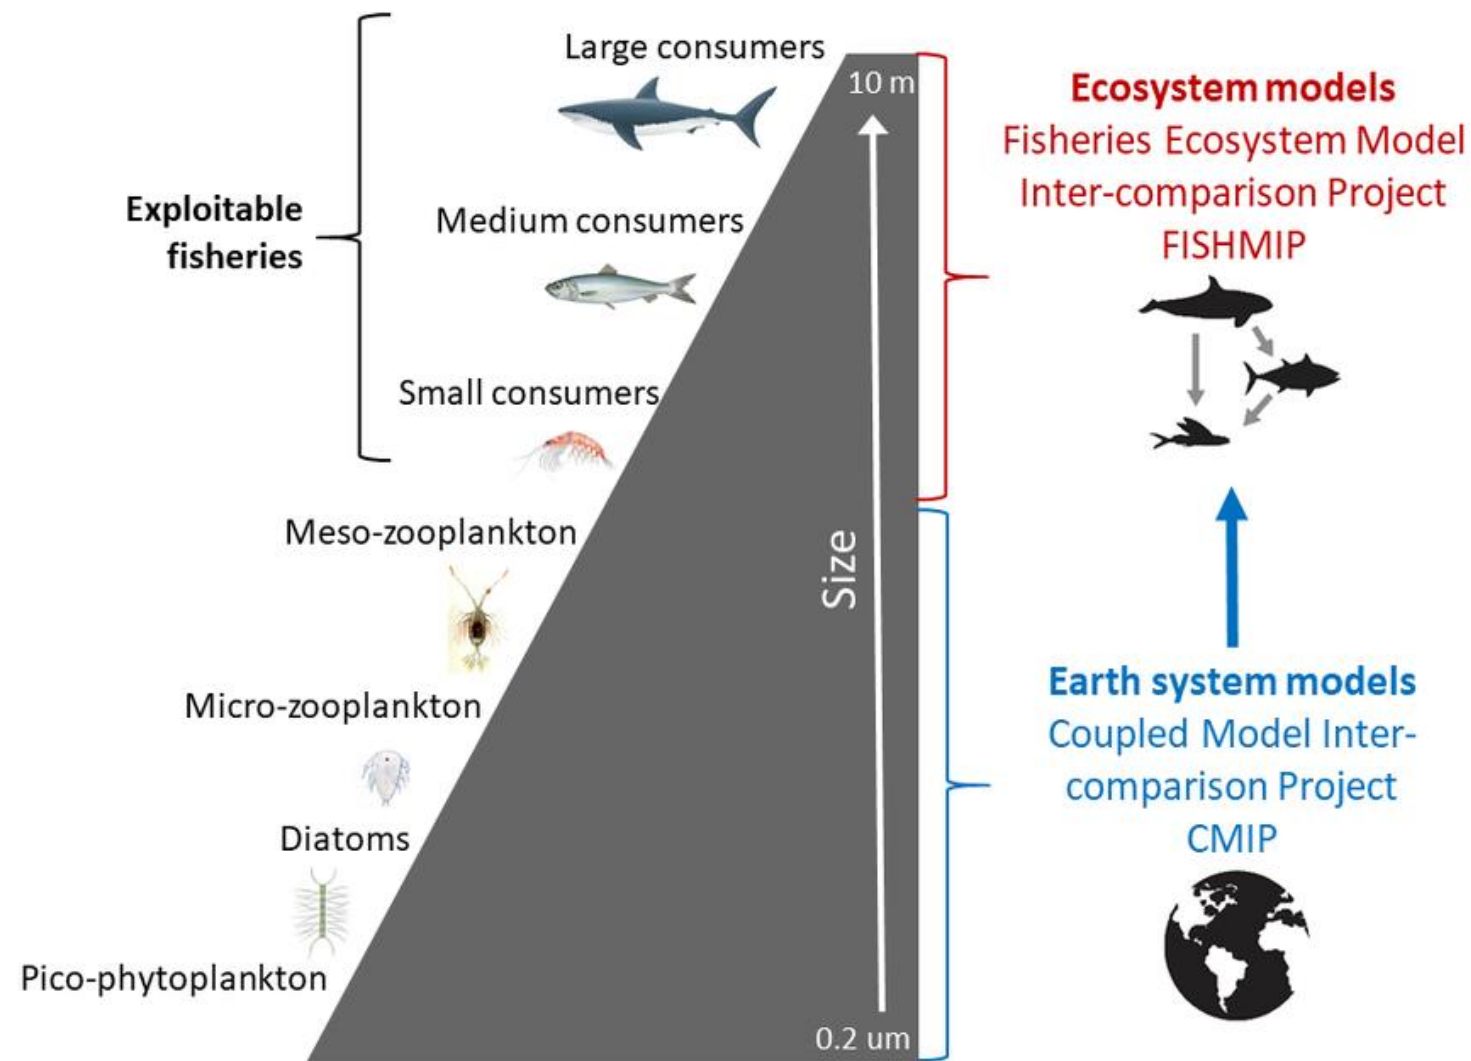 Large consumers
10 m
Medium consumers
Exploitable
fisheries
Small consumers
Meso-zooplankton
Micro-zooplankton
Diatoms
Pico-phytoplankton
Size
0.2 um
Ecosystem models
Fisheries Ecosystem Model
Inter-comparison Project
FISHMIP
Earth system models
Coupled Model Inter-
comparison Project
CMIP